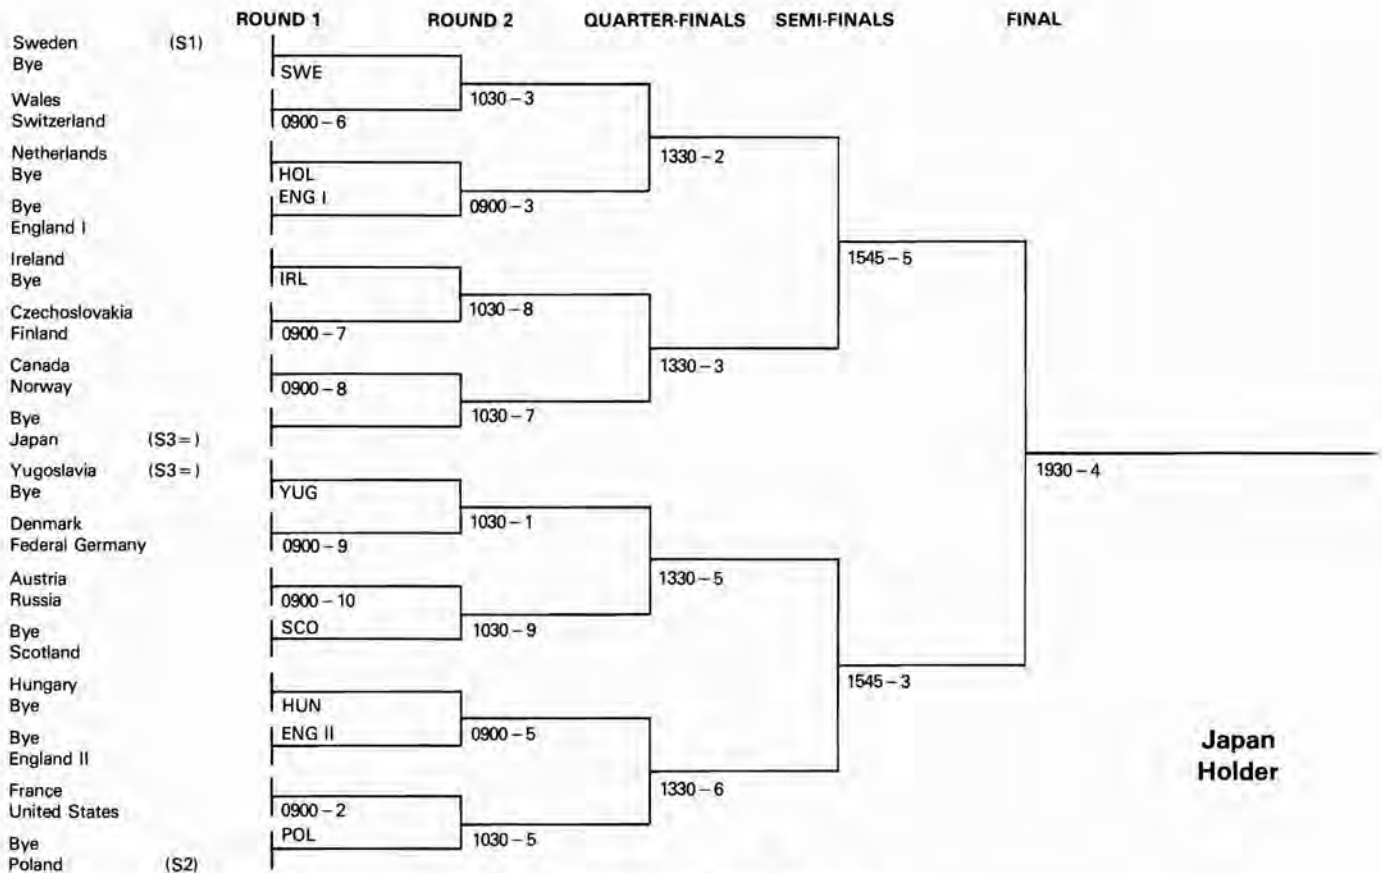 ROUND 1 ROUND 2 QUARTER-FINALS SEMI-FINALS FINAL
Sweden (S1)
Bye
SWE
1030 – 3
Wales
Switzerland
0900 – 6
1330 – 2
Netherlands
Bye
HOL
ENG I
0900 – 3
Bye
England I
1545 – 5
Ireland
Bye
IRL
1030 – 8
Czechoslovakia
Finland
0900 – 7
1330 – 3
Canada
Norway
0900 – 8
1030 – 7
Bye
Japan (S3=)
1930 – 4
Yugoslavia (S3=)
Bye
YUG
1030 – 1
Denmark
Federal Germany
0900 – 9
1330 – 5
Austria
Russia
0900 – 10
SCO
1030 – 9
Bye
Scotland
1545 – 3
Hungary
Bye
HUN
ENG II
0900 – 5
Bye
England II
1330 – 6
France
United States
0900 – 2
POL
1030 – 5
Bye
Poland (S2)
Japan
Holder